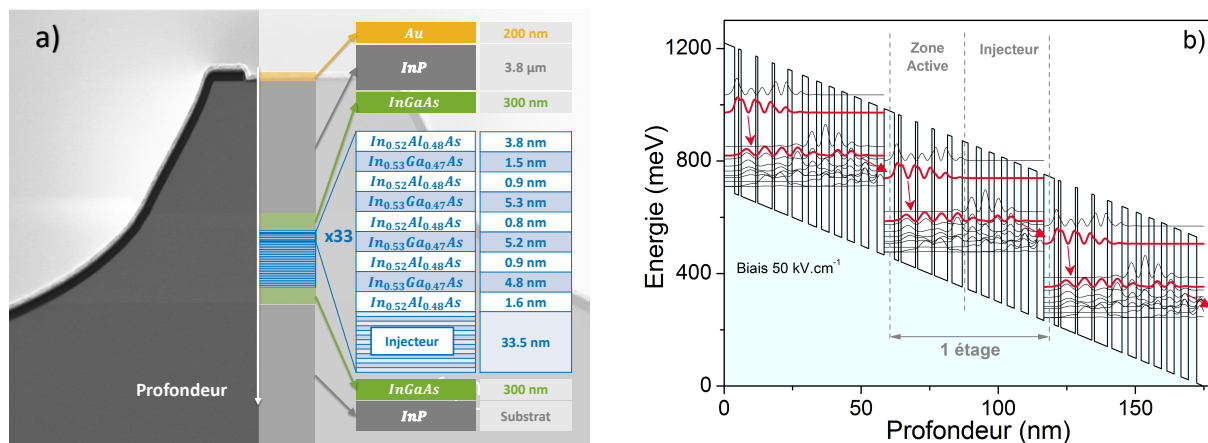 a)
Au 200 nm
InP 3.8 µm
InGaAs 300 nm
In0.52Al0.48As 3.8 nm
In0.53Ga0.47As 1.5 nm
In0.52Al0.48As 0.9 nm
In0.53Ga0.47As 5.3 nm
In0.52Al0.48As 0.8 nm
In0.53Ga0.47As 5.2 nm
In0.52Al0.48As 0.9 nm
In0.53Ga0.47As 4.8 nm
In0.52Al0.48As 1.6 nm
x33
Injecteur 33.5 nm
InGaAs 300 nm
InP Substrat
Profondeur
b)
Zone
Active
Injecteur
1200
800
400
0
Energie (meV)
Biais 50 kV.cm-1
1 étage
0 50 100 150
Profondeur (nm)